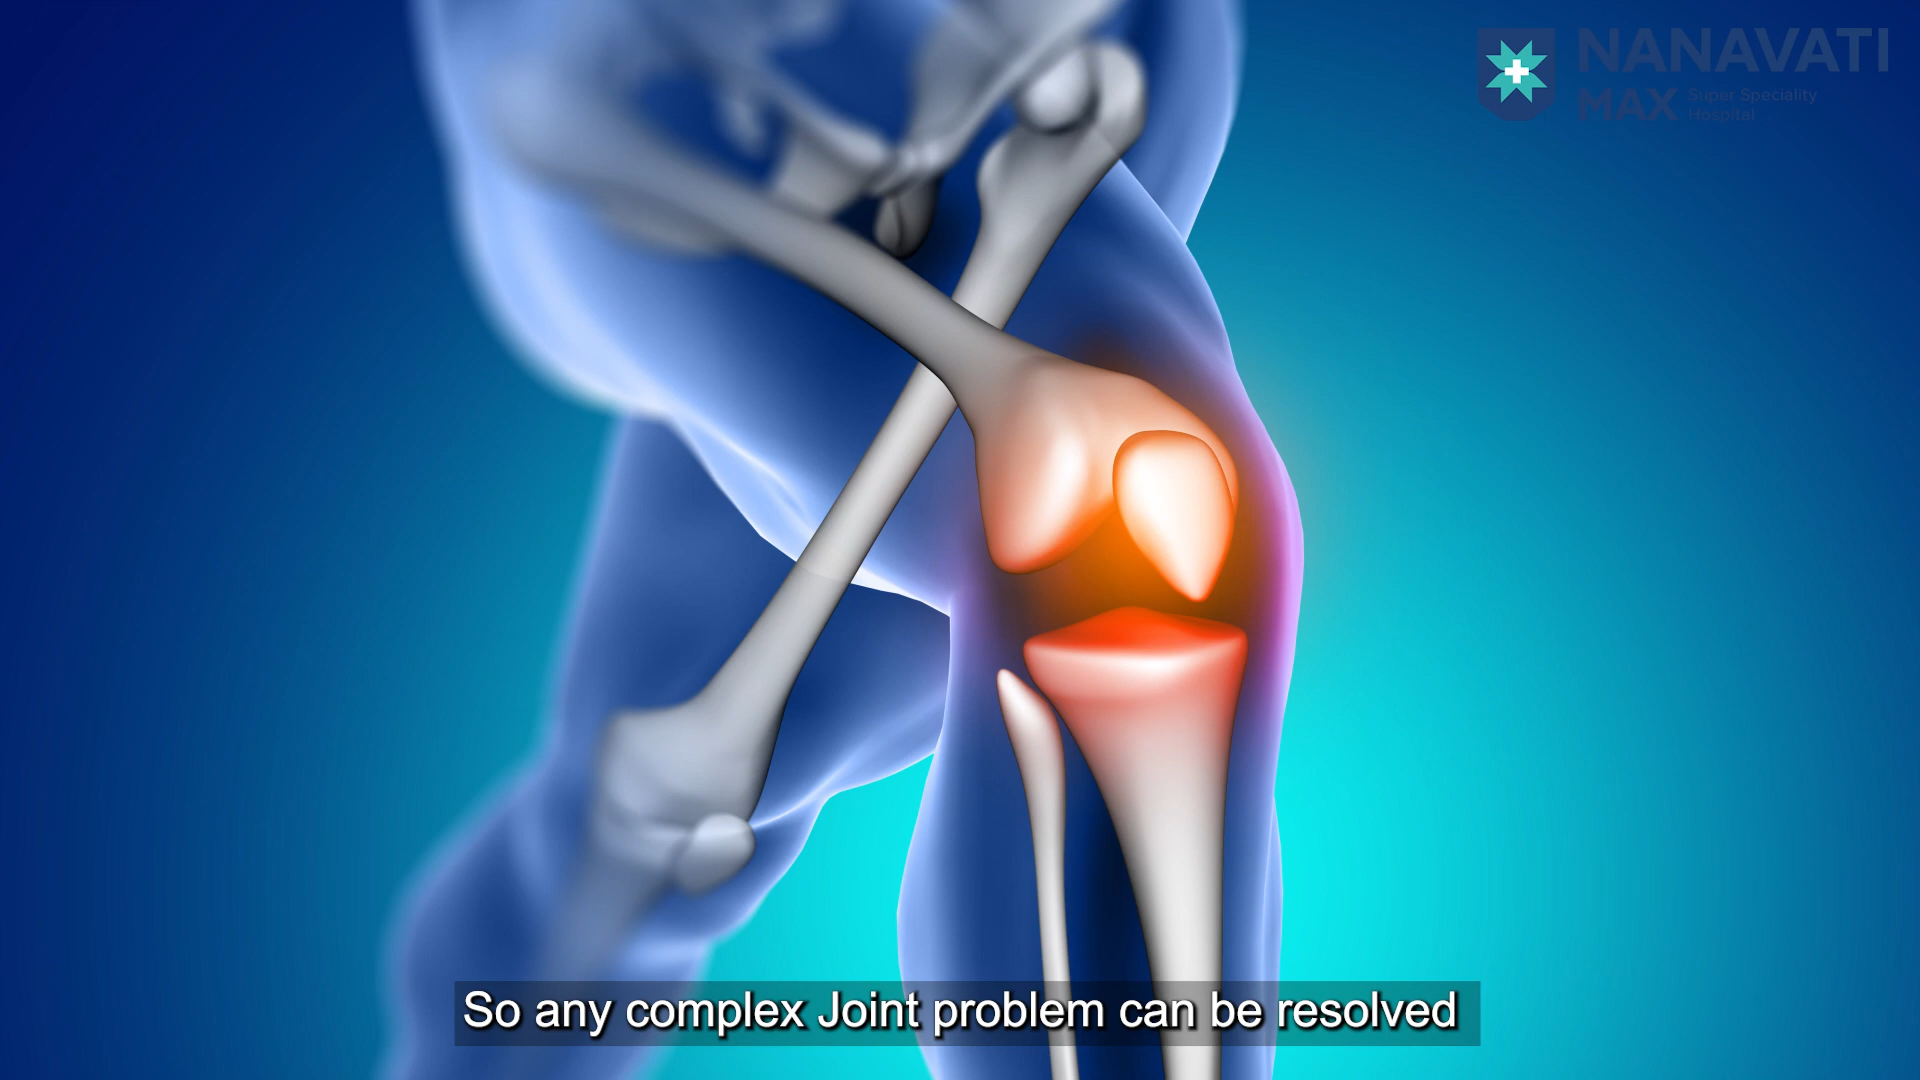 NANAVATI
MAX Super Speciality
Hospital
So any complex Joint problem can be resolved